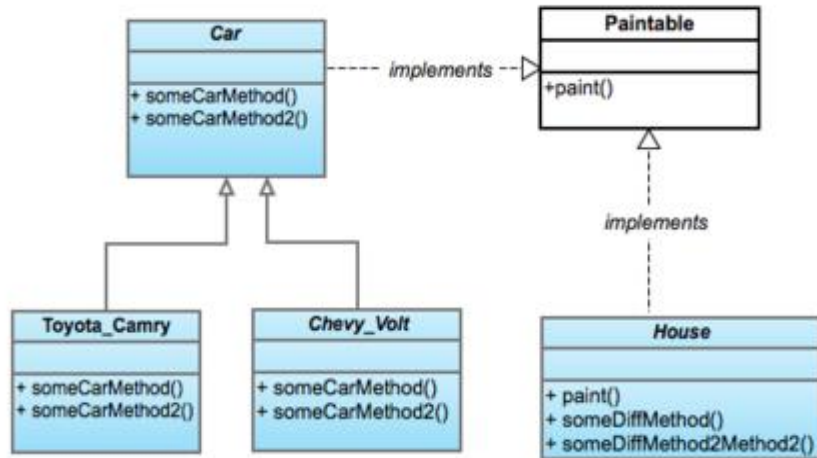 Car
+ someCarMethod()
+ someCarMethod2()
implements
Paintable
+paint()
implements
Toyota_Camry
+ someCarMethod()
+ someCarMethod2()
Chevy_Volt
+ someCarMethod()
+ someCarMethod2()
House
+ paint()
+ someDiffMethod()
+ someDiffMethod2Method2()